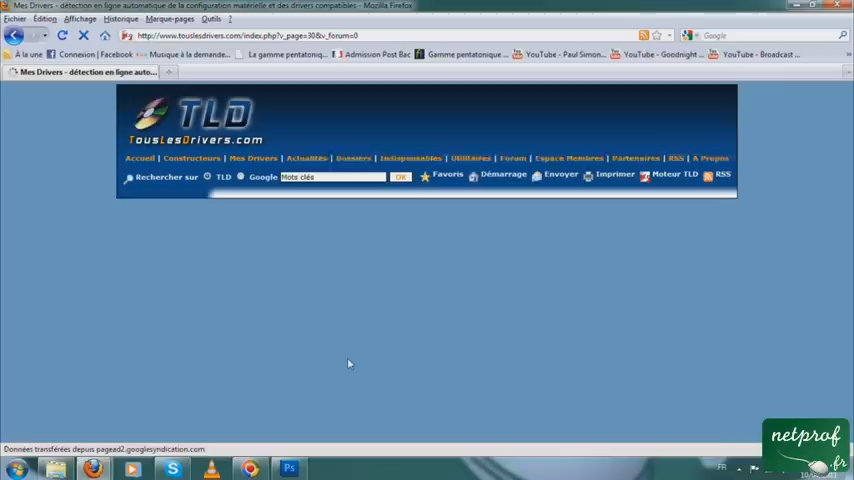 Mes Drivers - détection en ligne automatique de la configuration matérielle et des drivers compatibles - Mozilla Firefox
Fichier Édition Affichage Historique Marque-pages Outils ?
http://www.touslesdrivers.com/index.php?v_page=30&v_forum=0 Google
À la une Connexion | Facebook Musique à la demande... La gamme pentatoniq... Admission Post Bac Gamme pentatonique ... YouTube - Paul Simon... YouTube - Goodnight ... YouTube - Broadcast ...
Mes Drivers - détection en ligne auto...
TLD
TousLesDrivers.com
Accueil | Constructeurs | Mes Drivers | Actualités | Dossiers | Indispensables | Utilitaires | Forum | Espace Membres | Partenaires | RSS | A Propos
Rechercher sur TLD Google Mots clés OK Favoris Démarrage Envoyer Imprimer Moteur TLD RSS
Données transférées depuis pagead2.googlesyndication.com
netprof
.fr
Ps FR